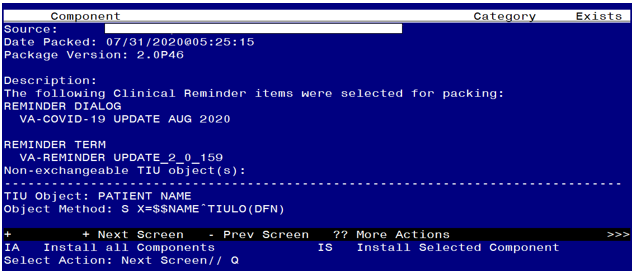 Component Category Exists
Source:
Date Packed: 07/31/2020@05:25:15
Package Version: 2.0P46
Description:
The following Clinical Reminder items were selected for packing:
REMINDER DIALOG
VA-COVID-19 UPDATE AUG 2020
REMINDER TERM
VA-REMINDER UPDATE_2_0_159
Non-exchangeable TIU object(s):
--------------------------------------------------------------------------------
TIU Object: PATIENT NAME
Object Method: S X=$$NAME^TIULO(DFN)
+ + Next Screen - Prev Screen ?? More Actions >>>
IA Install all Components IS Install Selected Component
Select Action: Next Screen// Q